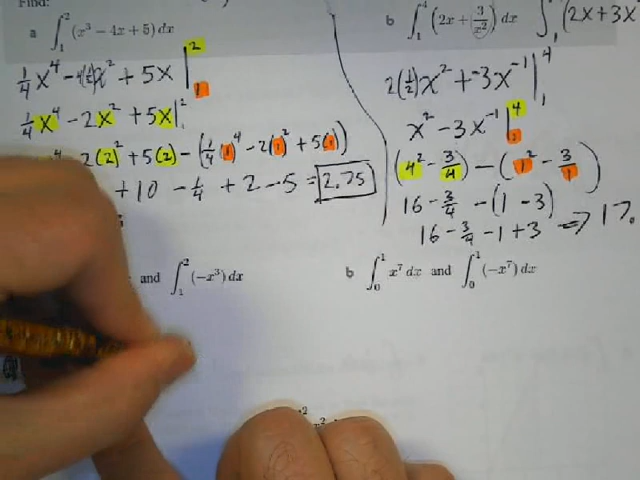 Find:
a ∫₁² (x³ − 4x + 5) dx
¼x⁴ − 4(½)x² + 5x |₁²
¼x⁴ − 2x² + 5x |₁²
⁴ 2(2)² + 5(2) − (¼(1)⁴ − 2(1)² + 5(1))
+ 10 − ¼ + 2 − 5 = 2.75
b ∫₁⁴ (2x + 3/x²) dx ∫₁ (2x + 3x
2(½)x² + −3x⁻¹ |₁⁴
x² − 3x⁻¹ |₁⁴
(4² − 3/4) − (1² − 3/1)
16 − 3/4 − (1 − 3)
16 − 3/4 − 1 + 3 ⇒ 17.
and ∫₁² (−x³) dx
b ∫₀¹ x⁷ dx and ∫₀¹ (−x⁷) dx